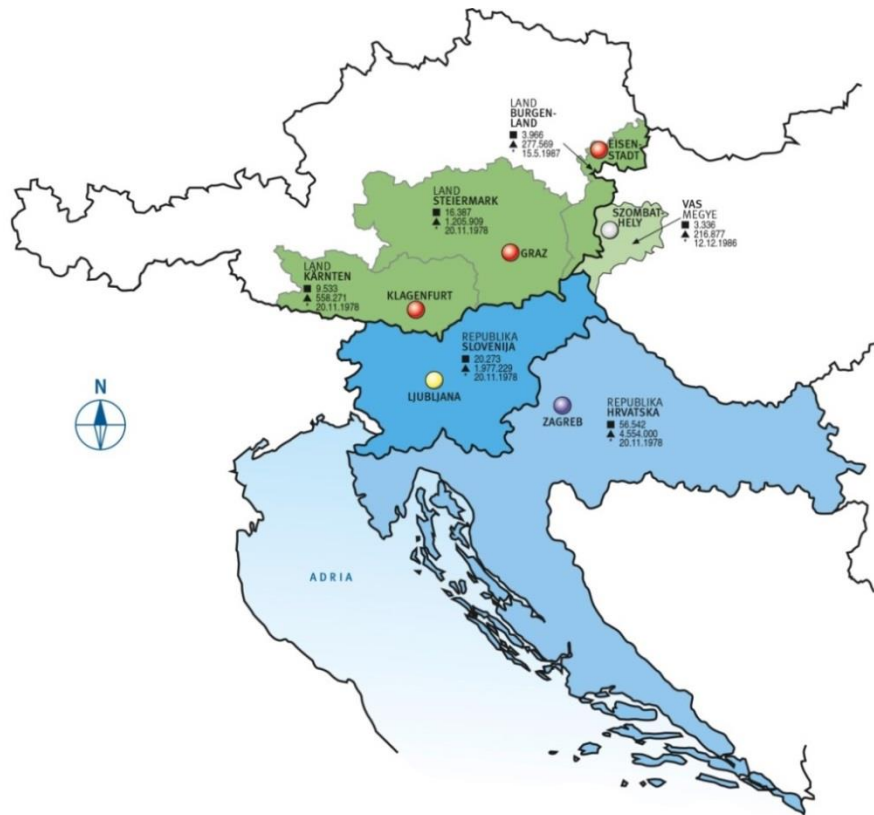 LAND
BURGEN-
LAND
■ 3.966
▲ 277.569
* 15.5.1987
EISEN-
STADT
LAND
STEIERMARK
■ 16.387
▲ 1.205.909
* 20.11.1978
SZOMBAT-
HELY
VAS
MEGYE
■ 3.336
▲ 216.877
* 12.12.1986
GRAZ
LAND
KÄRNTEN
■ 9.533
▲ 558.271
* 20.11.1978
KLAGENFURT
REPUBLIKA
SLOVENIJA
■ 20.273
▲ 1.977.229
* 20.11.1978
LJUBLJANA
N
REPUBLIKA
HRVATSKA
■ 56.542
▲ 4.554.000
* 20.11.1978
ZAGREB
ADRIA